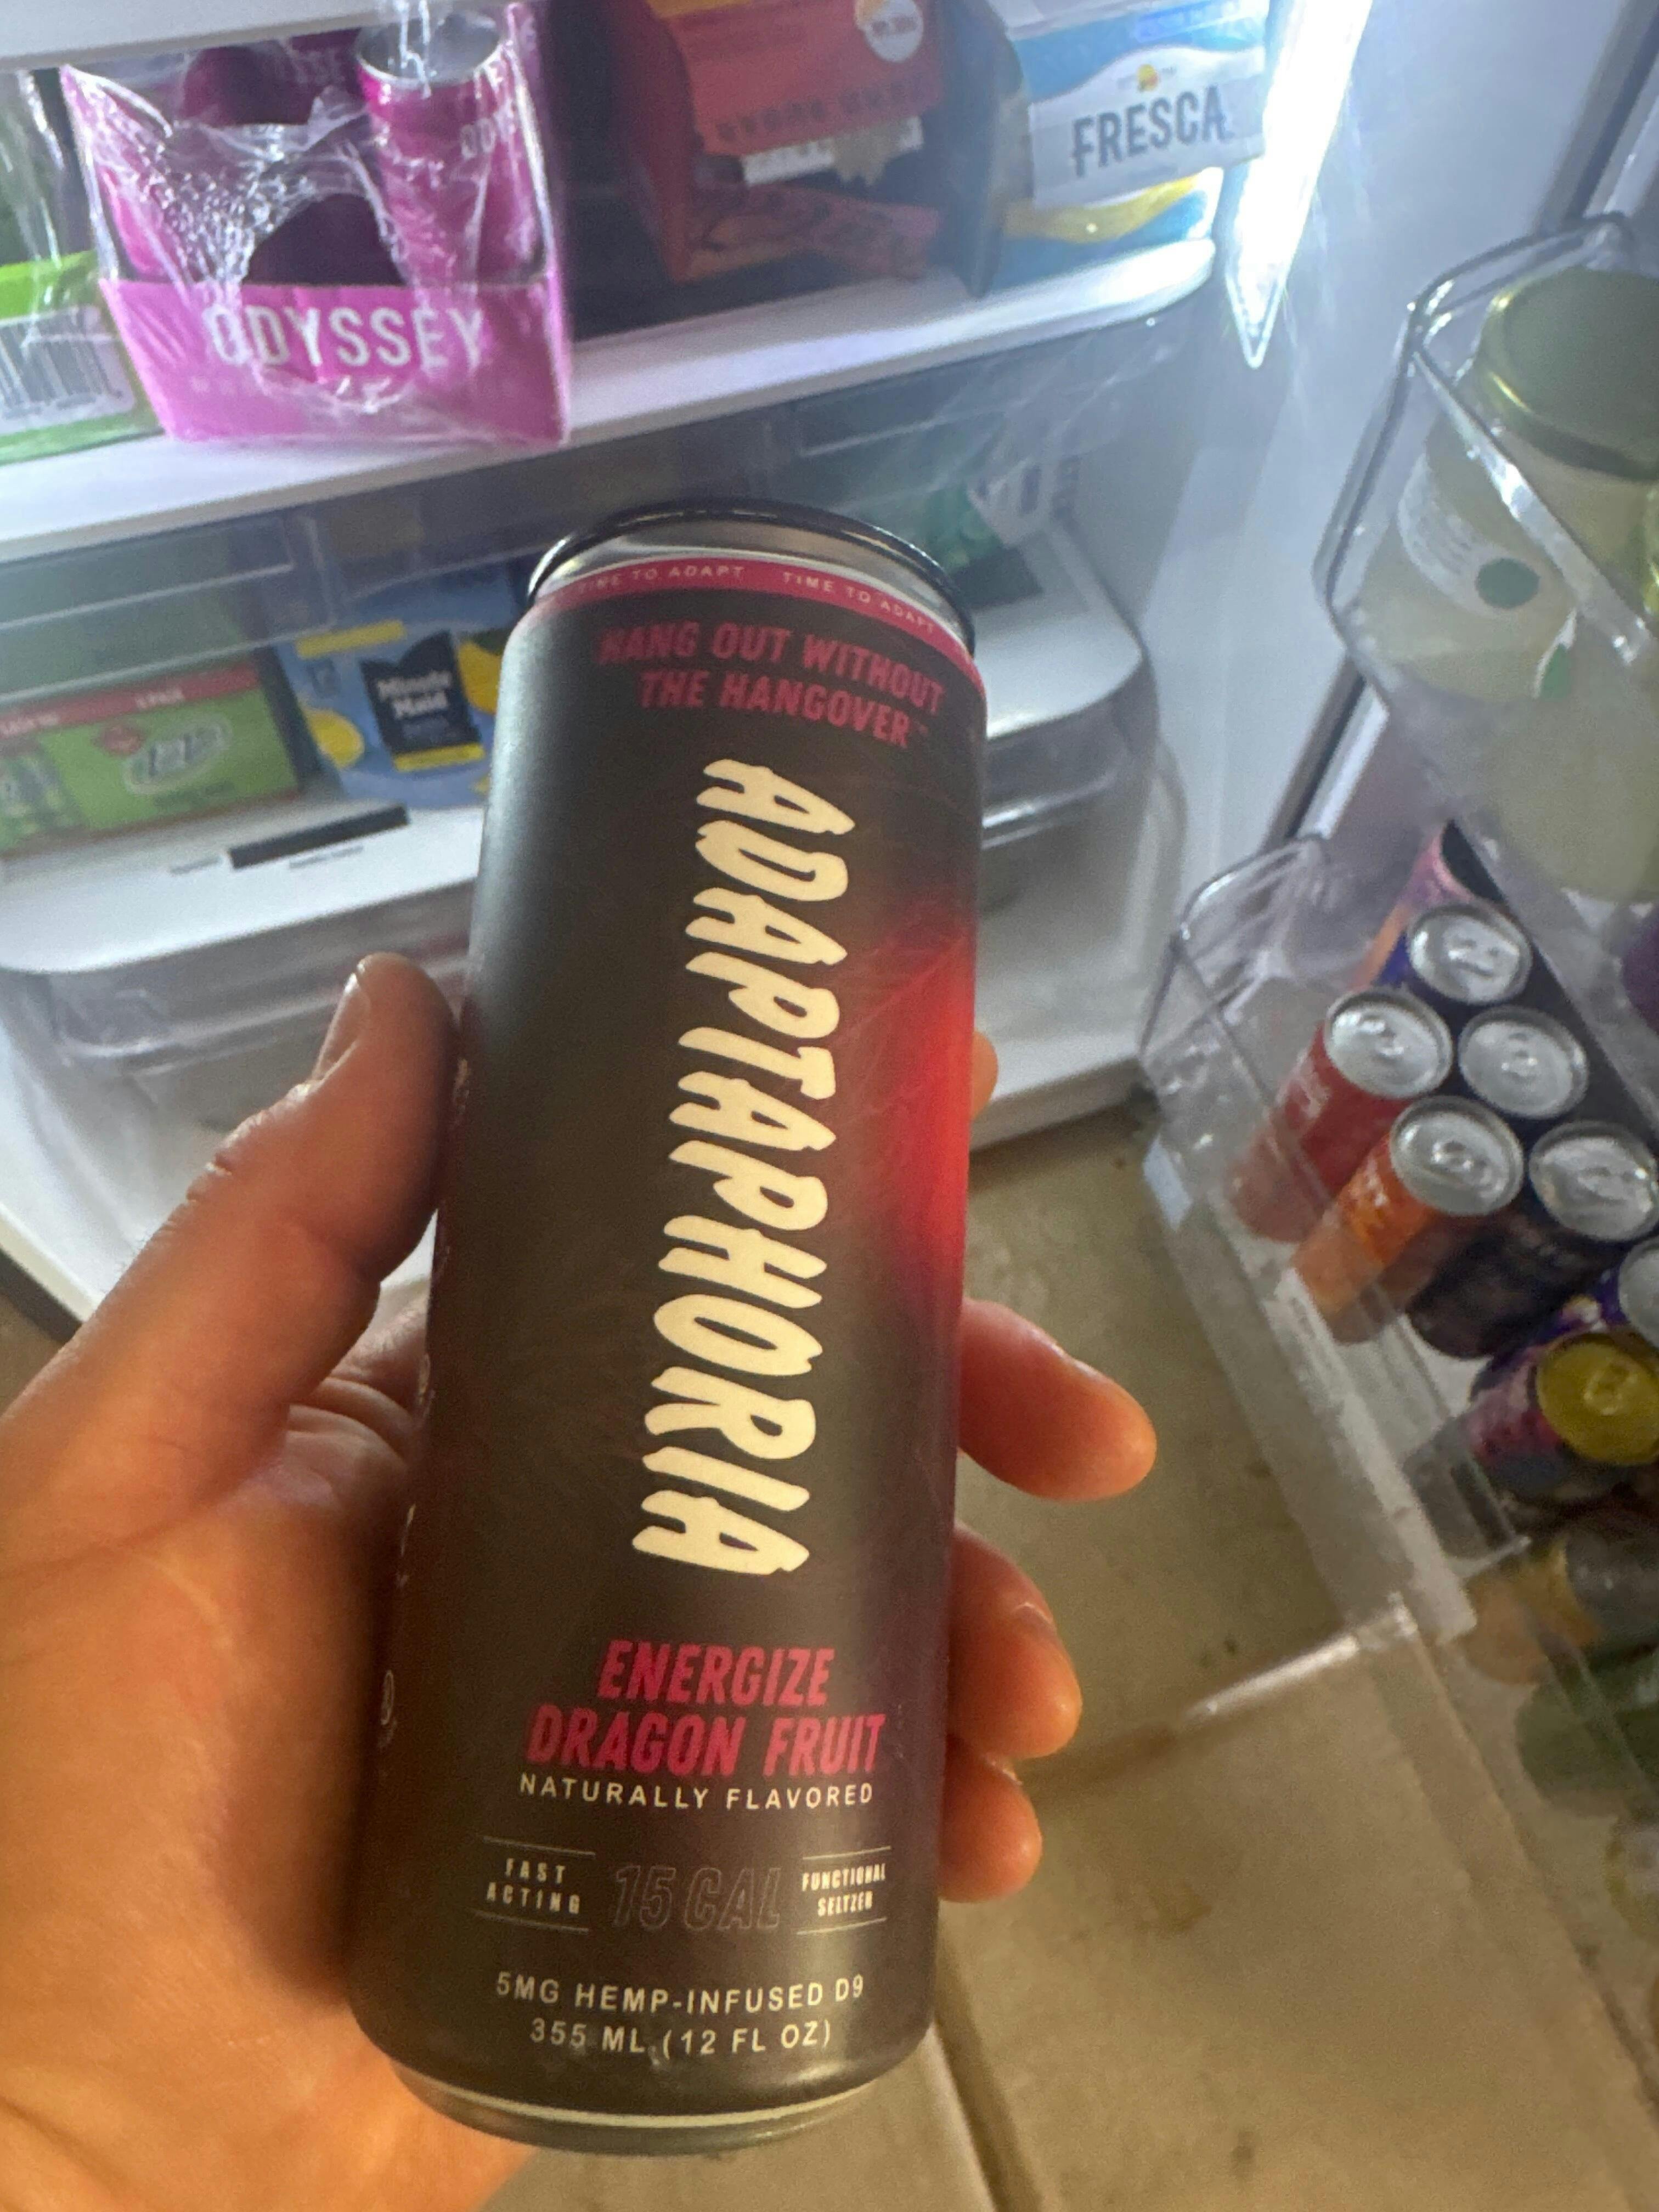 ODYSSEY
FRESCA
Minute
Maid
TIME TO ADAPT TIME TO ADAPT
HANG OUT WITHOUT
THE HANGOVER™
ADAPTAPHORIA
ENERGIZE
DRAGON FRUIT
NATURALLY FLAVORED
FAST
ACTING
15 CAL
FUNCTIONAL
SELTZER
5MG HEMP-INFUSED D9
355 ML (12 FL OZ)